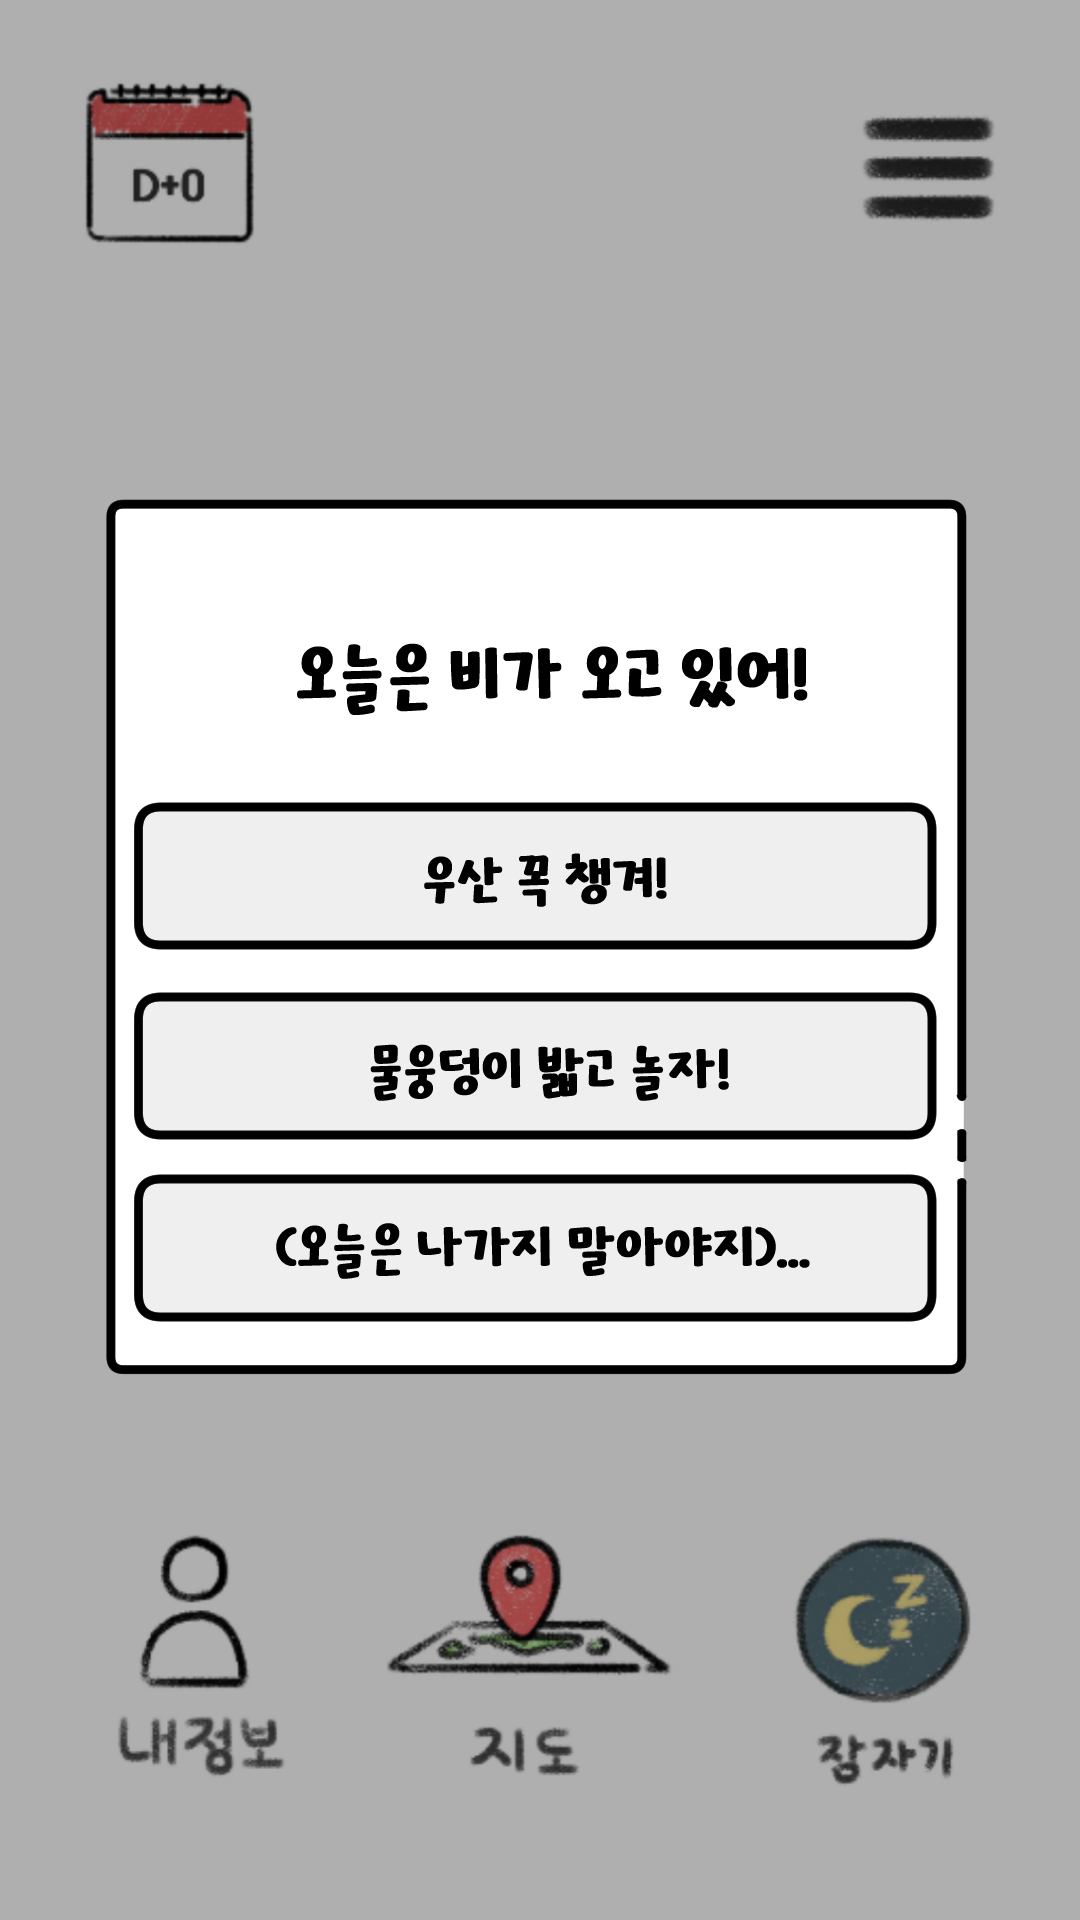 D+0
오늘은 비가 오고 있어!
우산 꼭 챙겨!
물웅덩이 밟고 놀자!
(오늘은 나가지 말아야지)...
z
z
내정보
지도
잠자기